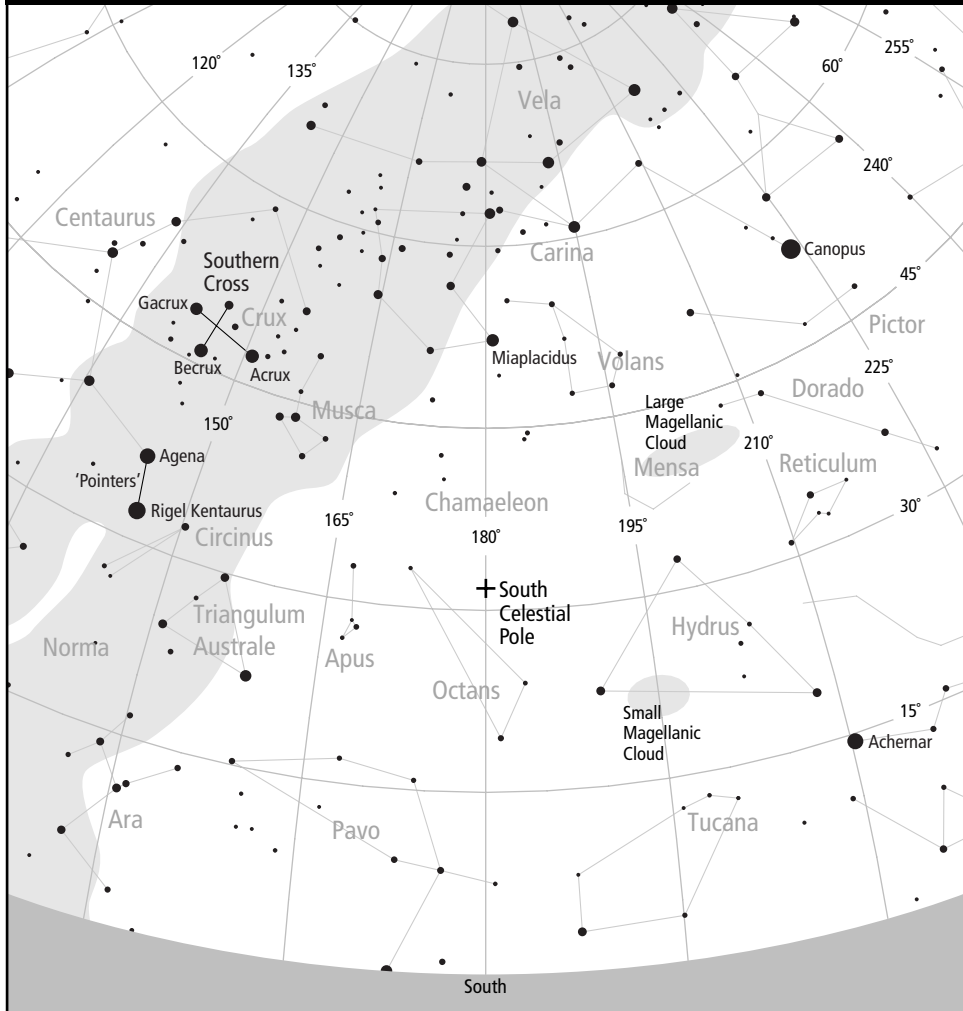 255˚
120˚
135˚
60˚
Vela
240˚
Centaurus
Carina
Canopus
Southern
Cross
45˚
Gacrux
Crux
Pictor
Becrux
Acrux
Miaplacidus
Volans
225˚
Dorado
Musca
Large
Magellanic
Cloud
150˚
210˚
Agena
Mensa
Reticulum
'Pointers'
Rigel Kentaurus
Chamaeleon
30˚
165˚
195˚
Circinus
180˚
South
Celestial
Pole
Triangulum
Australe
Hydrus
Norma
Apus
Octans
15˚
Small
Magellanic
Cloud
Achernar
Ara
Pavo
Tucana
South